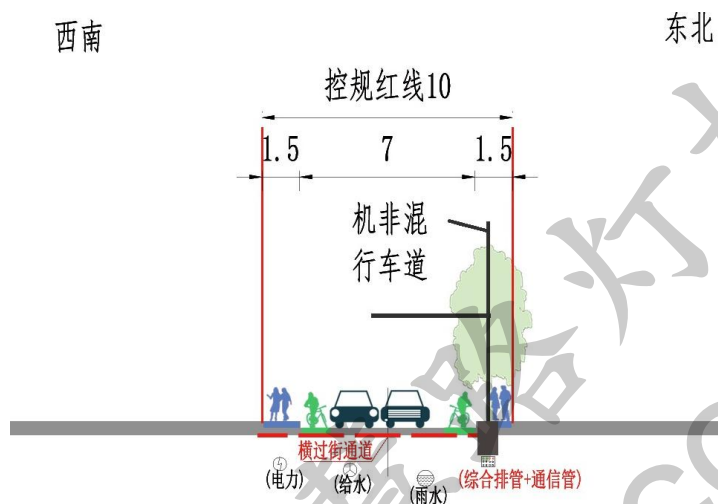 西南
东北
控规红线10
1.5
7
1.5
机非混
行车道
横过街通道
(电力)
(给水)
(雨水)
(综合排管+通信管)
路灯